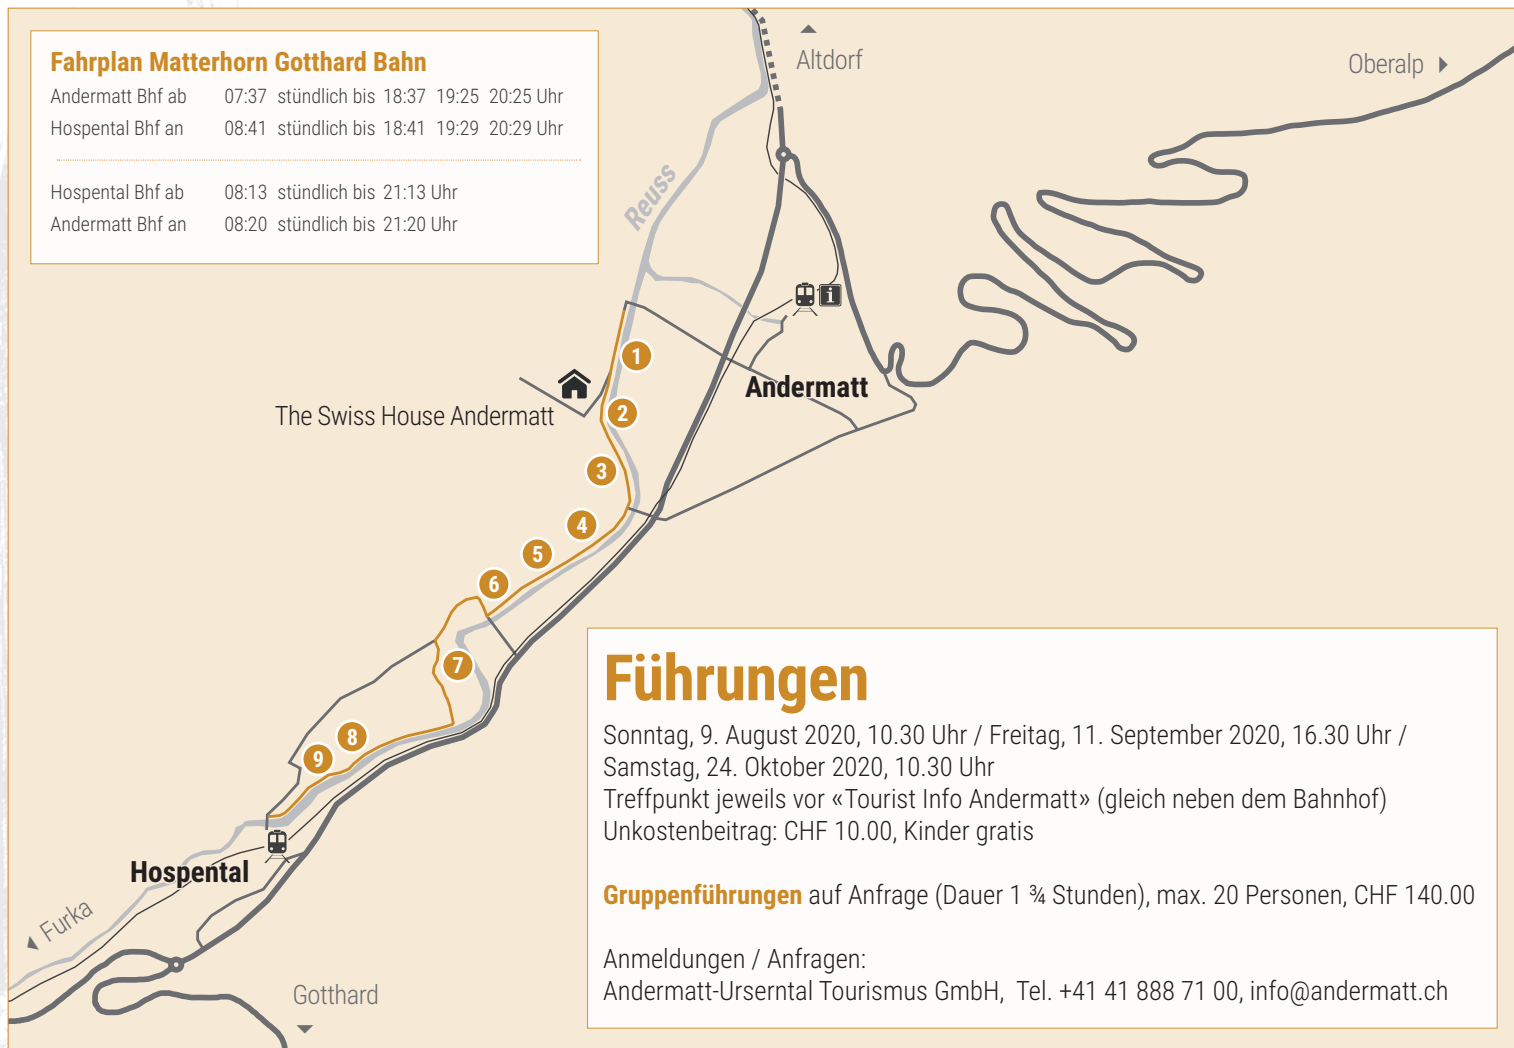 Fahrplan Matterhorn Gotthard Bahn
Andermatt Bhf ab 07:37 stündlich bis 18:37 19:25 20:25 Uhr
Hospental Bhf an 08:41 stündlich bis 18:41 19:29 20:29 Uhr
Hospental Bhf ab 08:13 stündlich bis 21:13 Uhr
Andermatt Bhf an 08:20 stündlich bis 21:20 Uhr
Altdorf
Oberalp
Reuss
i
1
Andermatt
The Swiss House Andermatt
2
3
4
5
6
7
8
9
Hospental
Furka
Gotthard
Führungen
Sonntag, 9. August 2020, 10.30 Uhr / Freitag, 11. September 2020, 16.30 Uhr /
Samstag, 24. Oktober 2020, 10.30 Uhr
Treffpunkt jeweils vor «Tourist Info Andermatt» (gleich neben dem Bahnhof)
Unkostenbeitrag: CHF 10.00, Kinder gratis
Gruppenführungen auf Anfrage (Dauer 1 ¾ Stunden), max. 20 Personen, CHF 140.00
Anmeldungen / Anfragen:
Andermatt-Urserntal Tourismus GmbH, Tel. +41 41 888 71 00, info@andermatt.ch